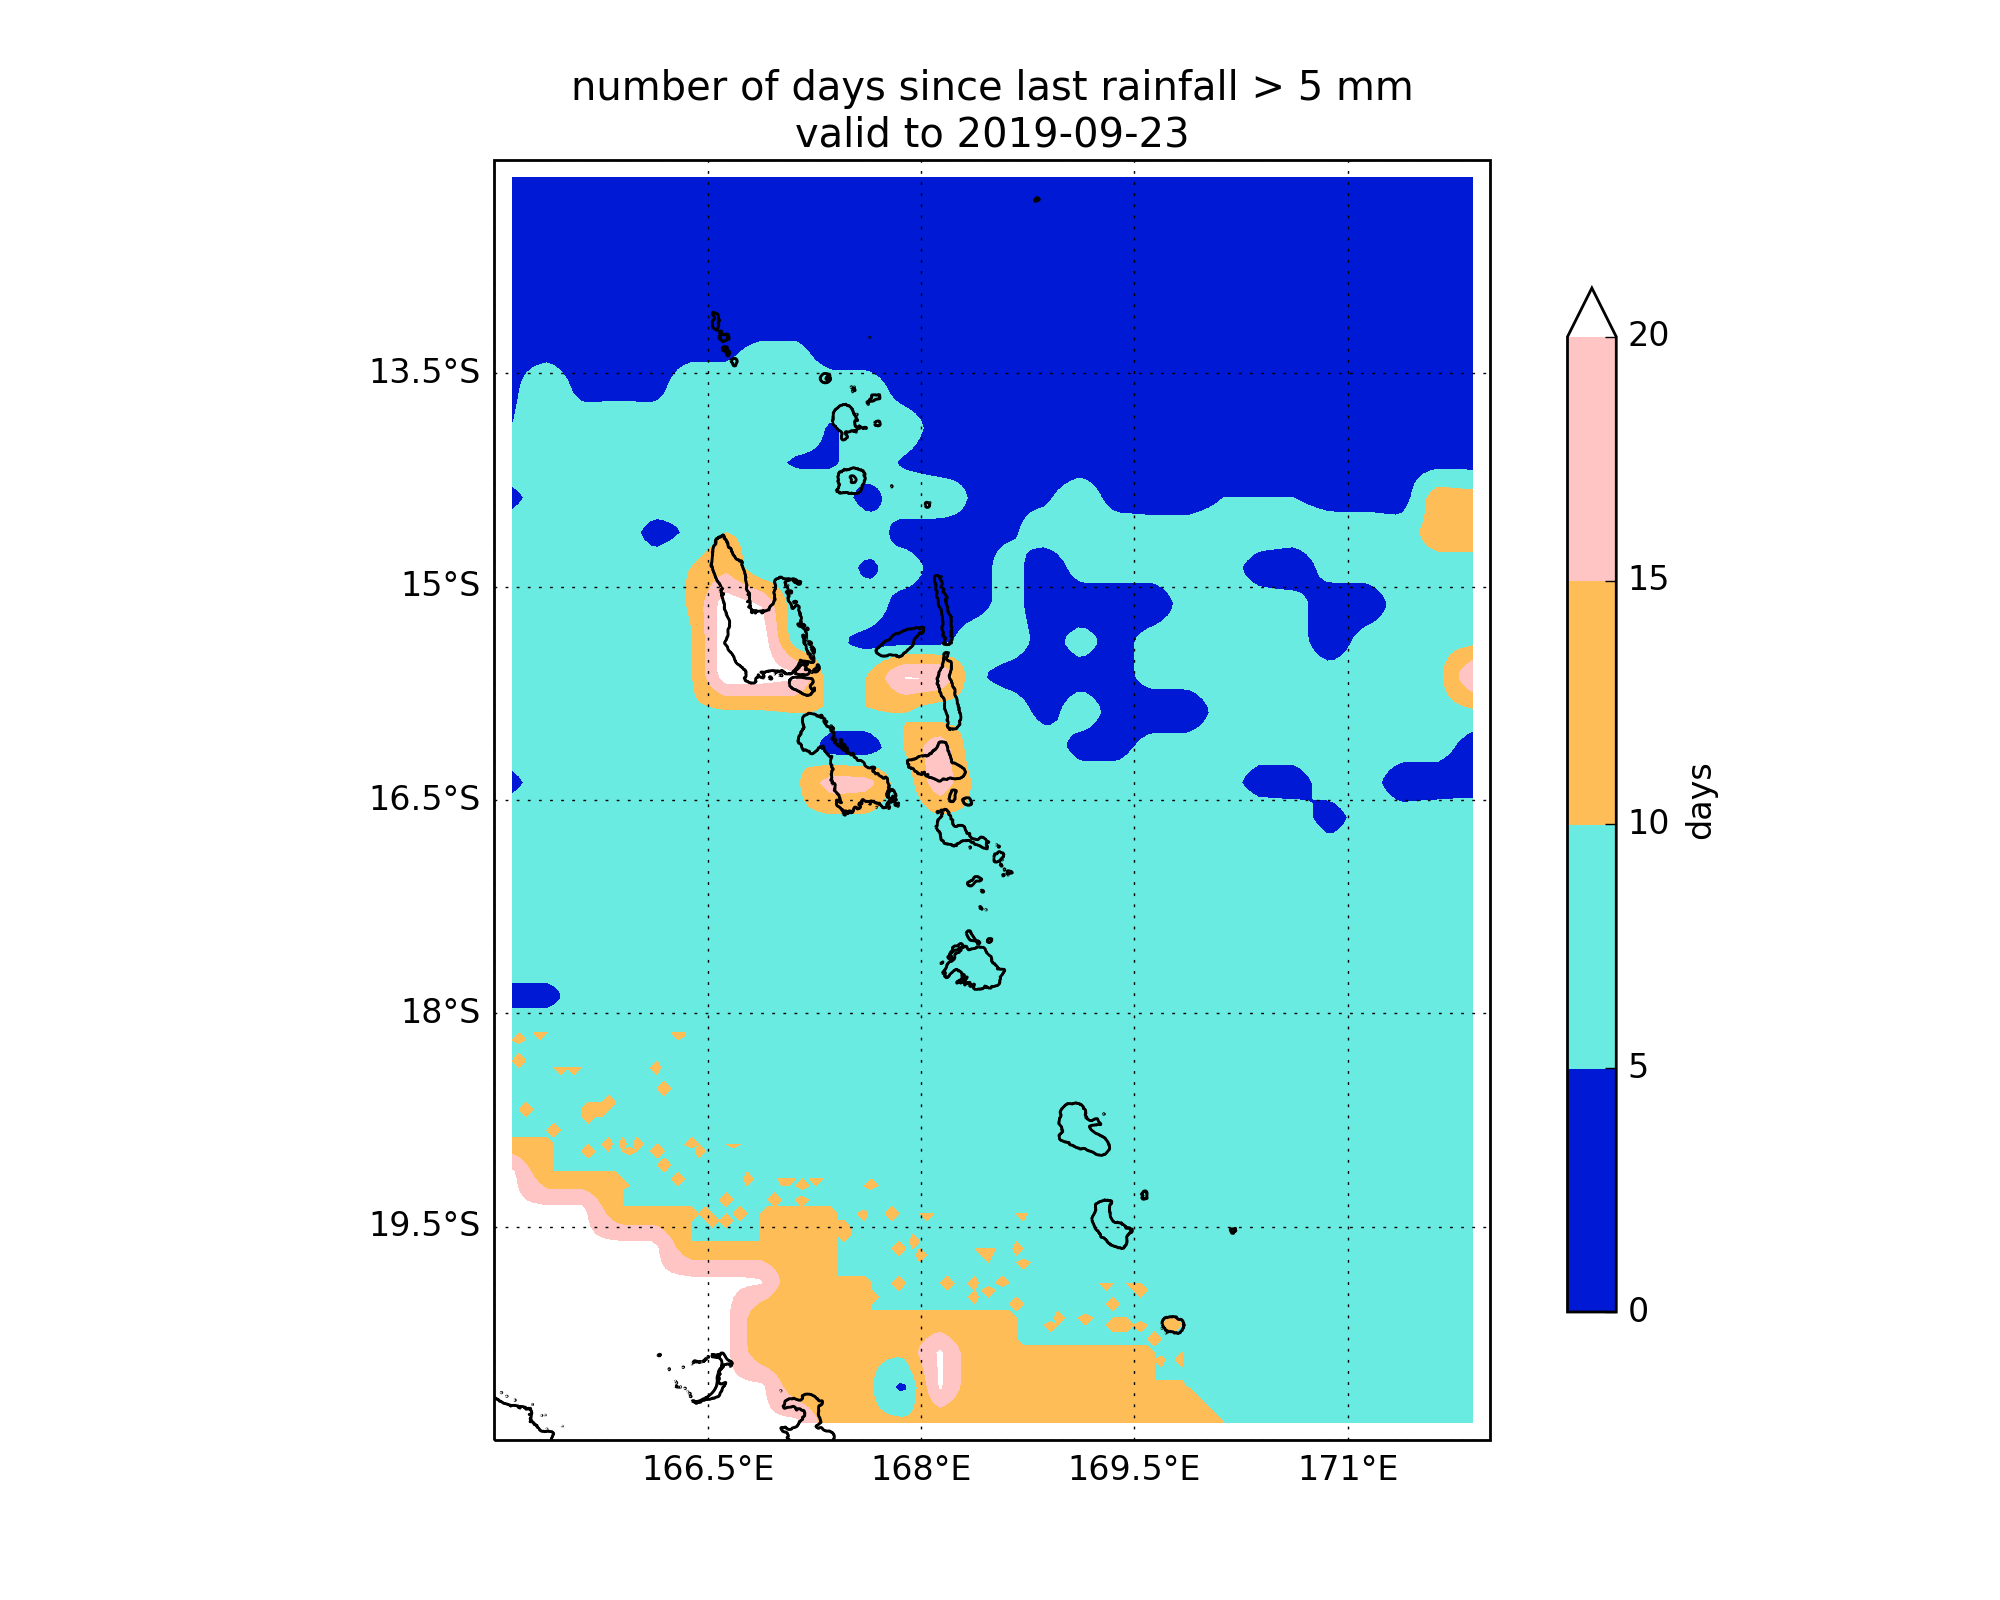 number of days since last rainfall > 5 mm
valid to 2019-09-23
13.5°S
15°S
16.5°S
18°S
19.5°S
166.5°E
168°E
169.5°E
171°E
20
15
10
5
0
days